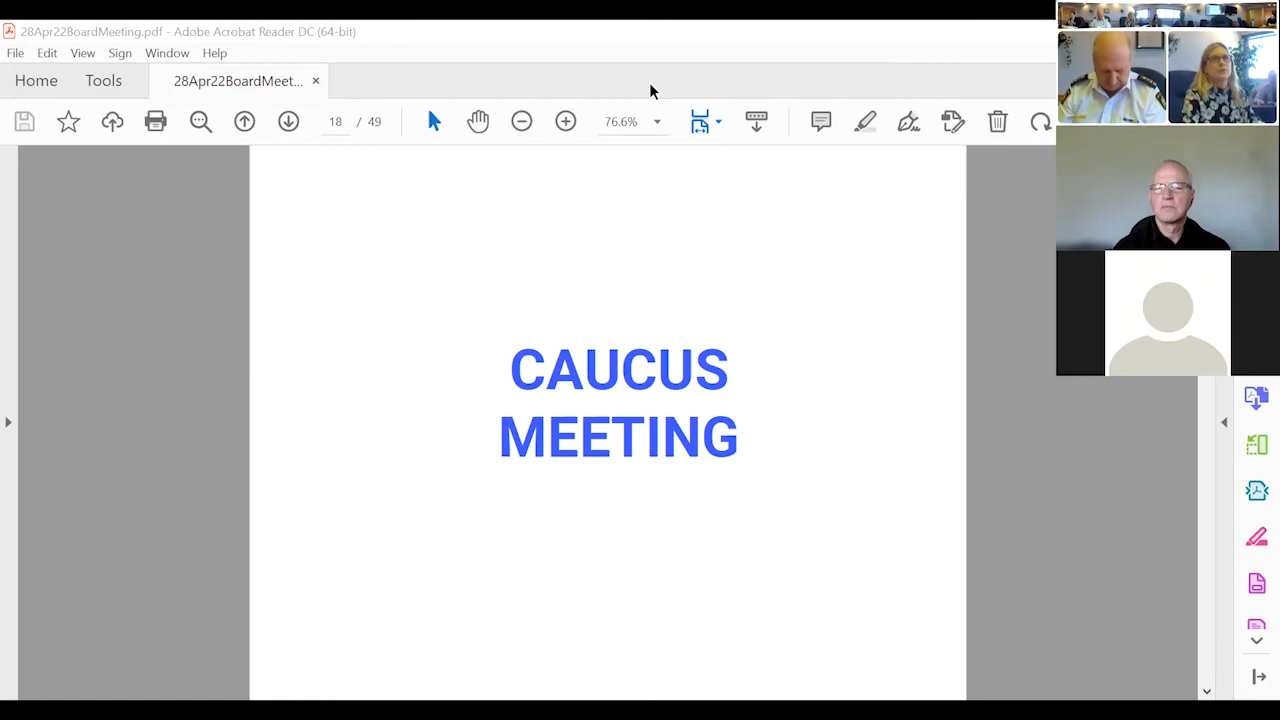 28Apr22BoardMeeting.pdf - Adobe Acrobat Reader DC (64-bit)
File Edit View Sign Window Help
Home Tools 28Apr22BoardMeet... ×
18 / 49 76.6%
CAUCUS
MEETING